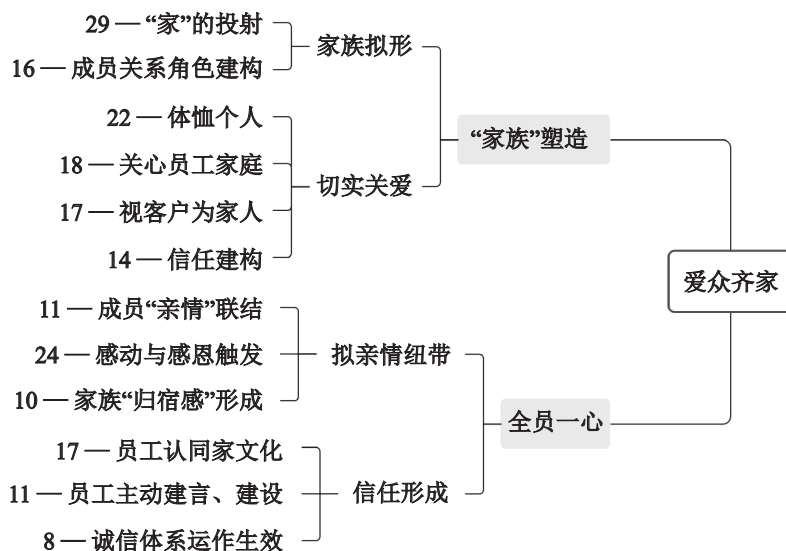 29 — “家”的投射
16 — 成员关系角色建构
家族拟形
22 — 体恤个人
18 — 关心员工家庭
17 — 视客户为家人
14 — 信任建构
切实关爱
“家族”塑造
11 — 成员“亲情”联结
24 — 感动与感恩触发
10 — 家族“归宿感”形成
拟亲情纽带
17 — 员工认同家文化
11 — 员工主动建言、建设
8 — 诚信体系运作生效
信任形成
全员一心
爱众齐家